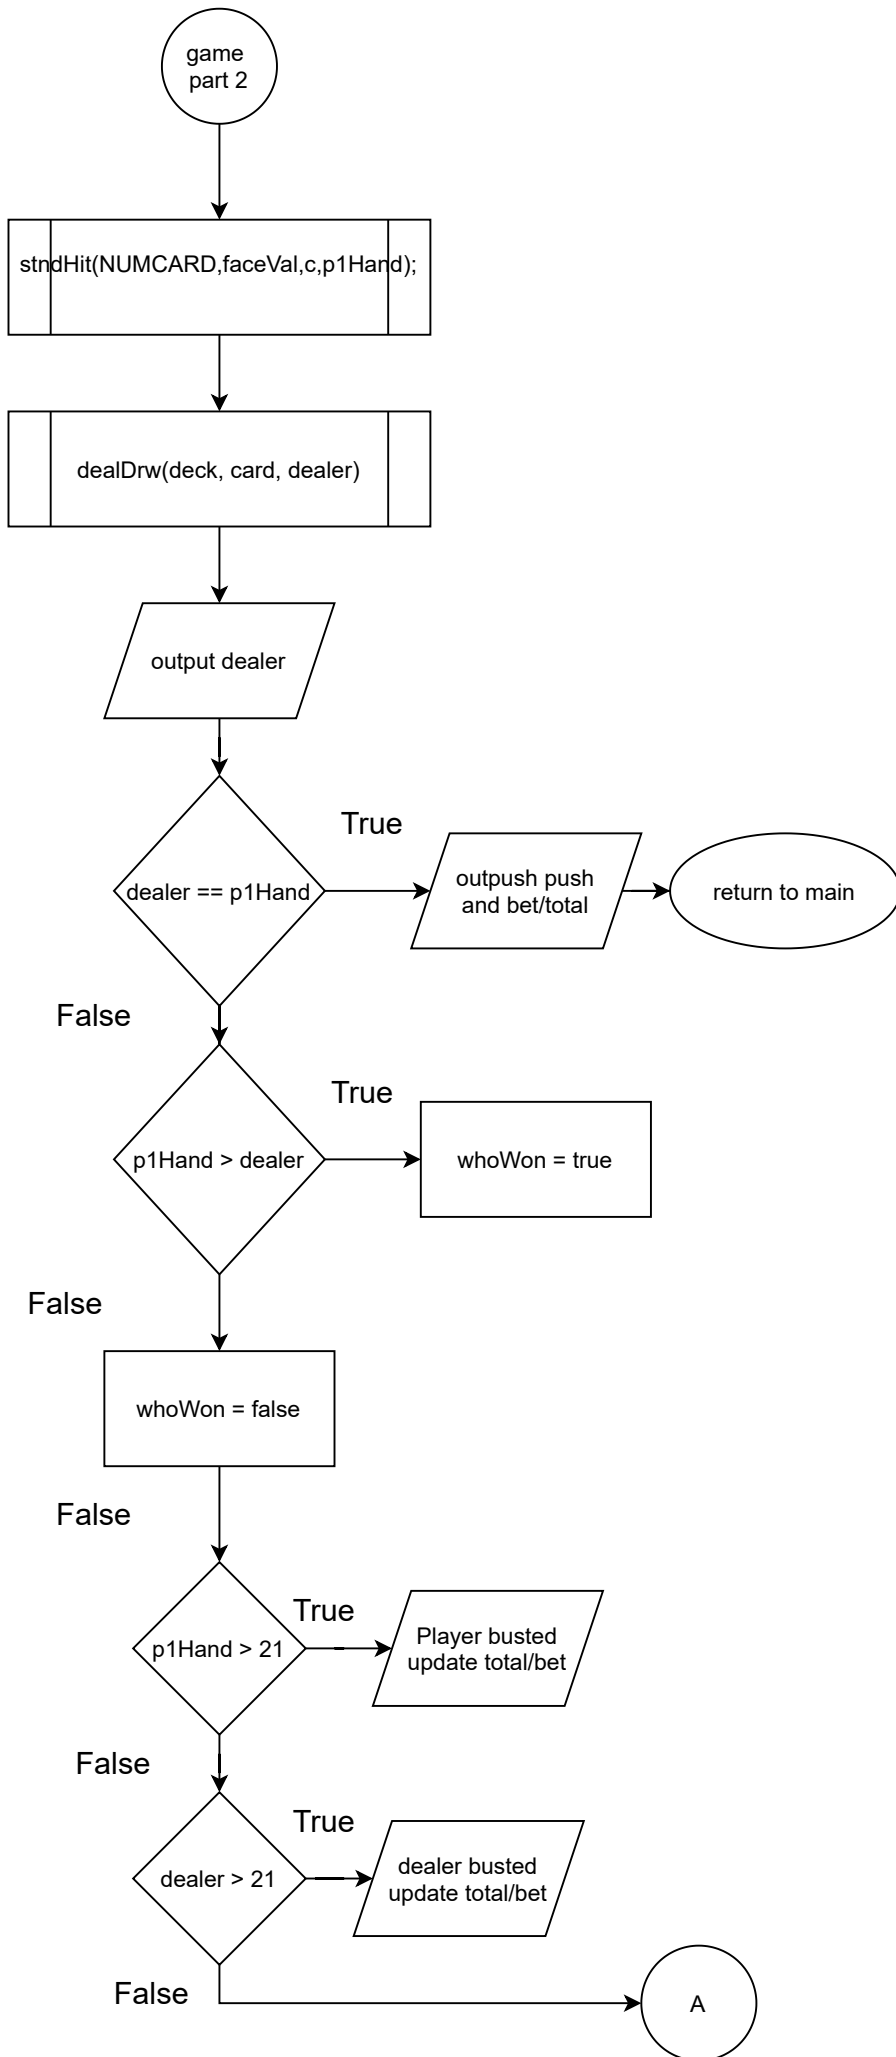 game
part 2
stndHit(NUMCARD,faceVal,c,p1Hand);
dealDrw(deck, card, dealer)
output dealer
True
dealer == p1Hand
outpush push
and bet/total
return to main
False
True
p1Hand > dealer
whoWon = true
False
whoWon = false
False
True
p1Hand > 21
Player busted
update total/bet
False
True
dealer > 21
dealer busted
update total/bet
False
A